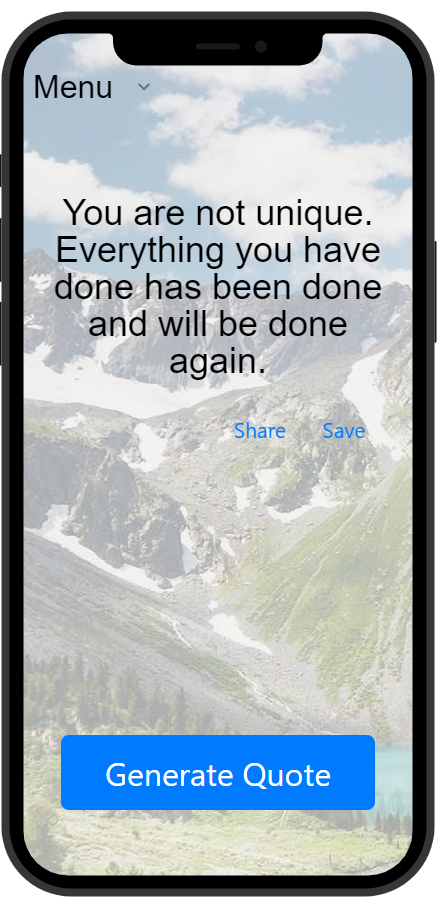 Menu
You are not unique.
Everything you have
done has been done
and will be done
again.
Share Save
Generate Quote